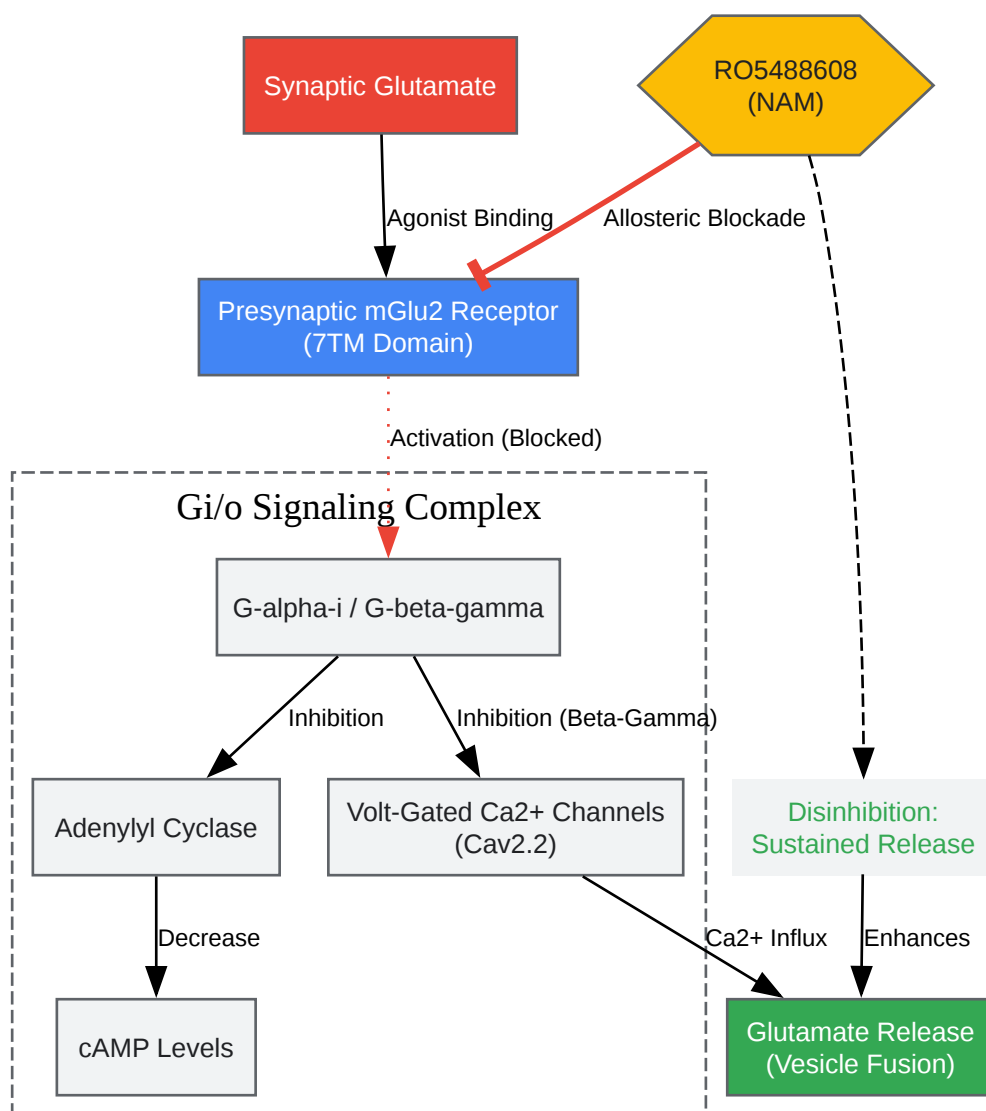 Synaptic Glutamate
RO5488608
(NAM)
Agonist Binding
Allosteric Blockade
Presynaptic mGlu2 Receptor
(7TM Domain)
Activation (Blocked)
Gi/o Signaling Complex
G-alpha-i / G-beta-gamma
Inhibition
Inhibition (Beta-Gamma)
Adenylyl Cyclase
Volt-Gated Ca2+ Channels
(Cav2.2)
Disinhibition:
Sustained Release
Decrease
Ca2+ Influx
Enhances
cAMP Levels
Glutamate Release
(Vesicle Fusion)